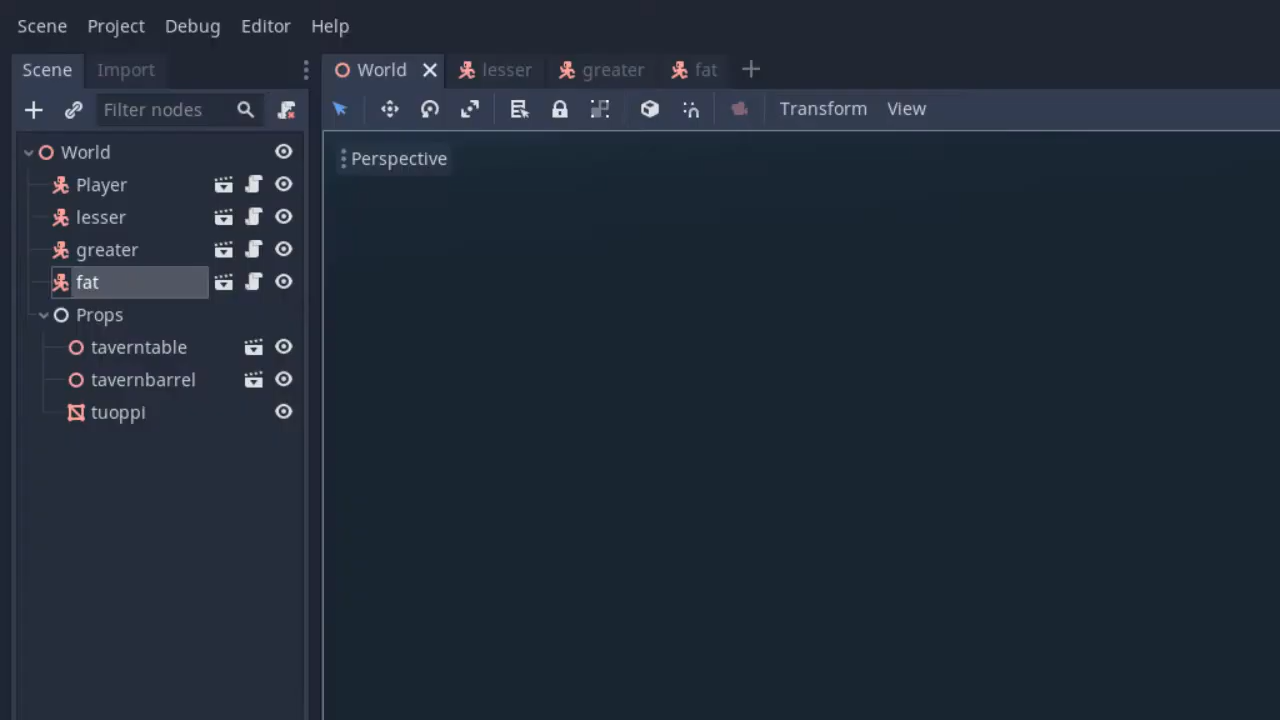 Scene Project Debug Editor Help
Scene Import
World lesser greater fat
Filter nodes
Transform View
Perspective
World
Player
lesser
greater
fat
Props
taverntable
tavernbarrel
tuoppi